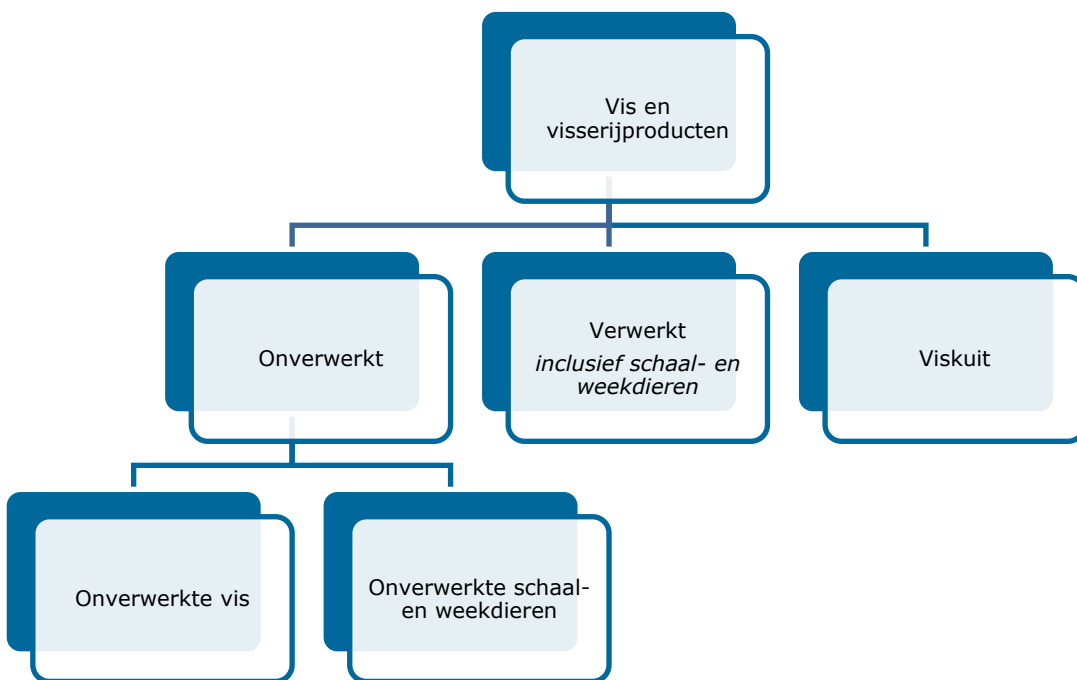 Vis en
visserijproducten
Onverwerkt
Verwerkt
inclusief schaal- en
weekdieren
Viskuit
Onverwerkte vis
Onverwerkte schaal-
en weekdieren